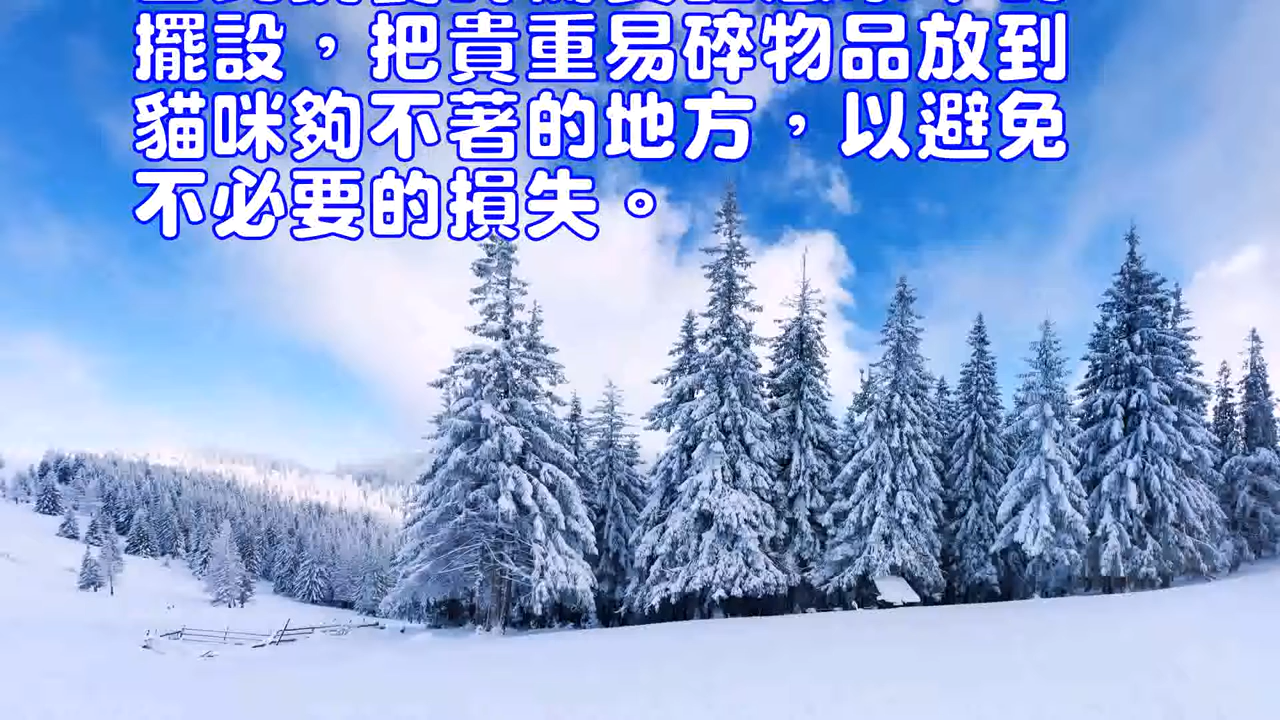 擺設，把貴重易碎物品放到
貓咪夠不著的地方，以避免
不必要的損失。